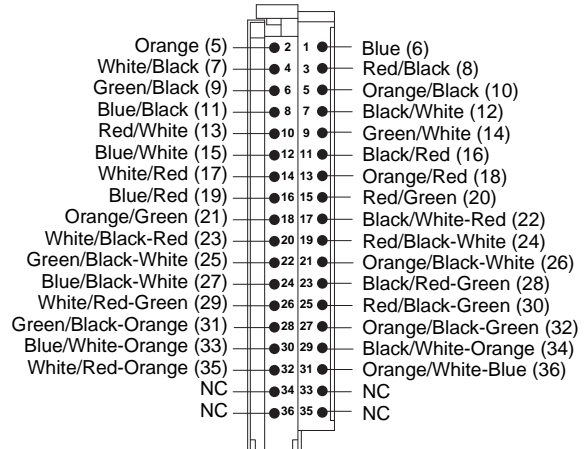 Orange (5) 2 1 Blue (6)
White/Black (7) 4 3 Red/Black (8)
Green/Black (9) 6 5 Orange/Black (10)
Blue/Black (11) 8 7 Black/White (12)
Red/White (13) 10 9 Green/White (14)
Blue/White (15) 12 11 Black/Red (16)
White/Red (17) 14 13 Orange/Red (18)
Blue/Red (19) 16 15 Red/Green (20)
Orange/Green (21) 18 17 Black/White-Red (22)
White/Black-Red (23) 20 19 Red/Black-White (24)
Green/Black-White (25) 22 21 Orange/Black-White (26)
Blue/Black-White (27) 24 23 Black/Red-Green (28)
White/Red-Green (29) 26 25 Red/Black-Green (30)
Green/Black-Orange (31) 28 27 Orange/Black-Green (32)
Blue/White-Orange (33) 30 29 Black/White-Orange (34)
White/Red-Orange (35) 32 31 Orange/White-Blue (36)
NC 34 33 NC
NC 36 35 NC